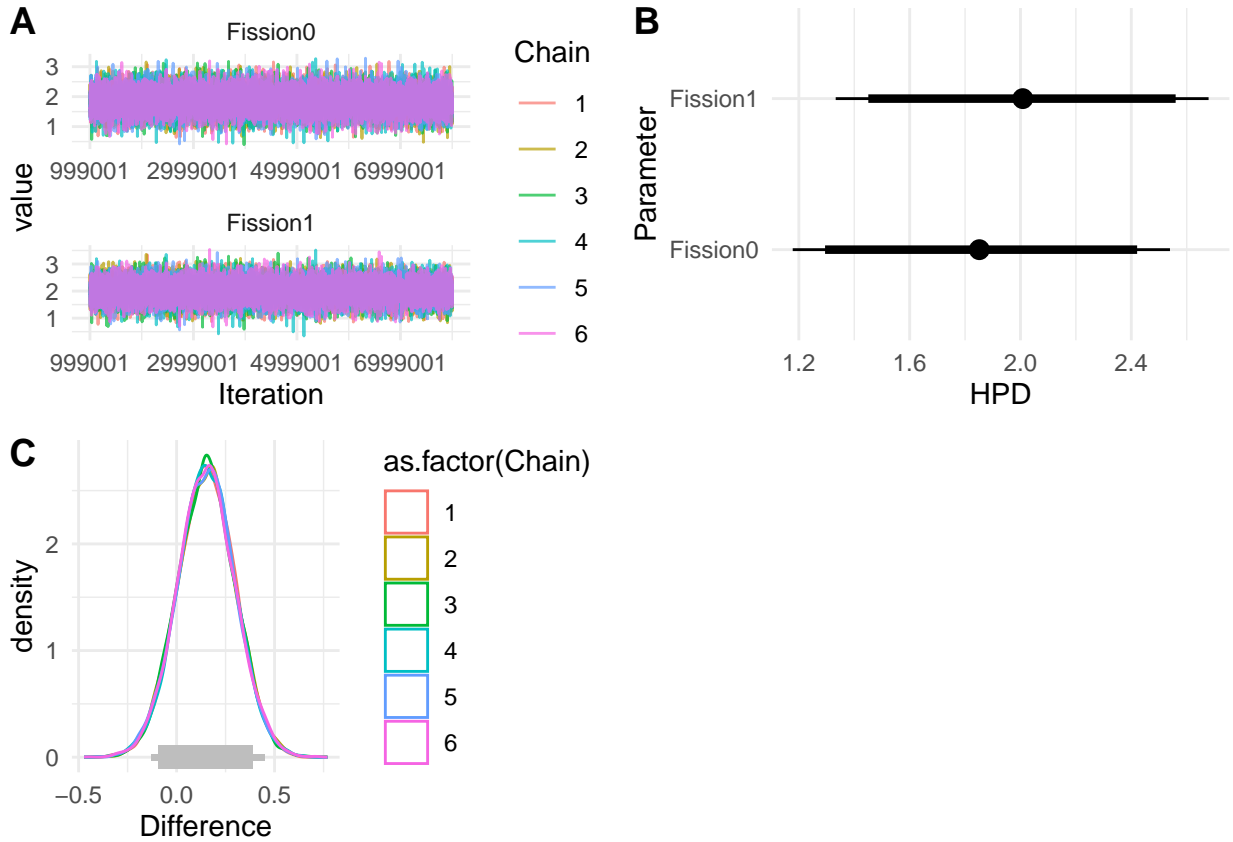 A
Fission0
value
3
2
1
999001 2999001 4999001 6999001
Fission1
3
2
1
999001 2999001 4999001 6999001
Iteration
Chain
1
2
3
4
5
6
B
Parameter
Fission1
Fission0
1.2 1.6 2.0 2.4
HPD
C
density
2
1
0
−0.5 0.0 0.5
Difference
as.factor(Chain)
1
2
3
4
5
6